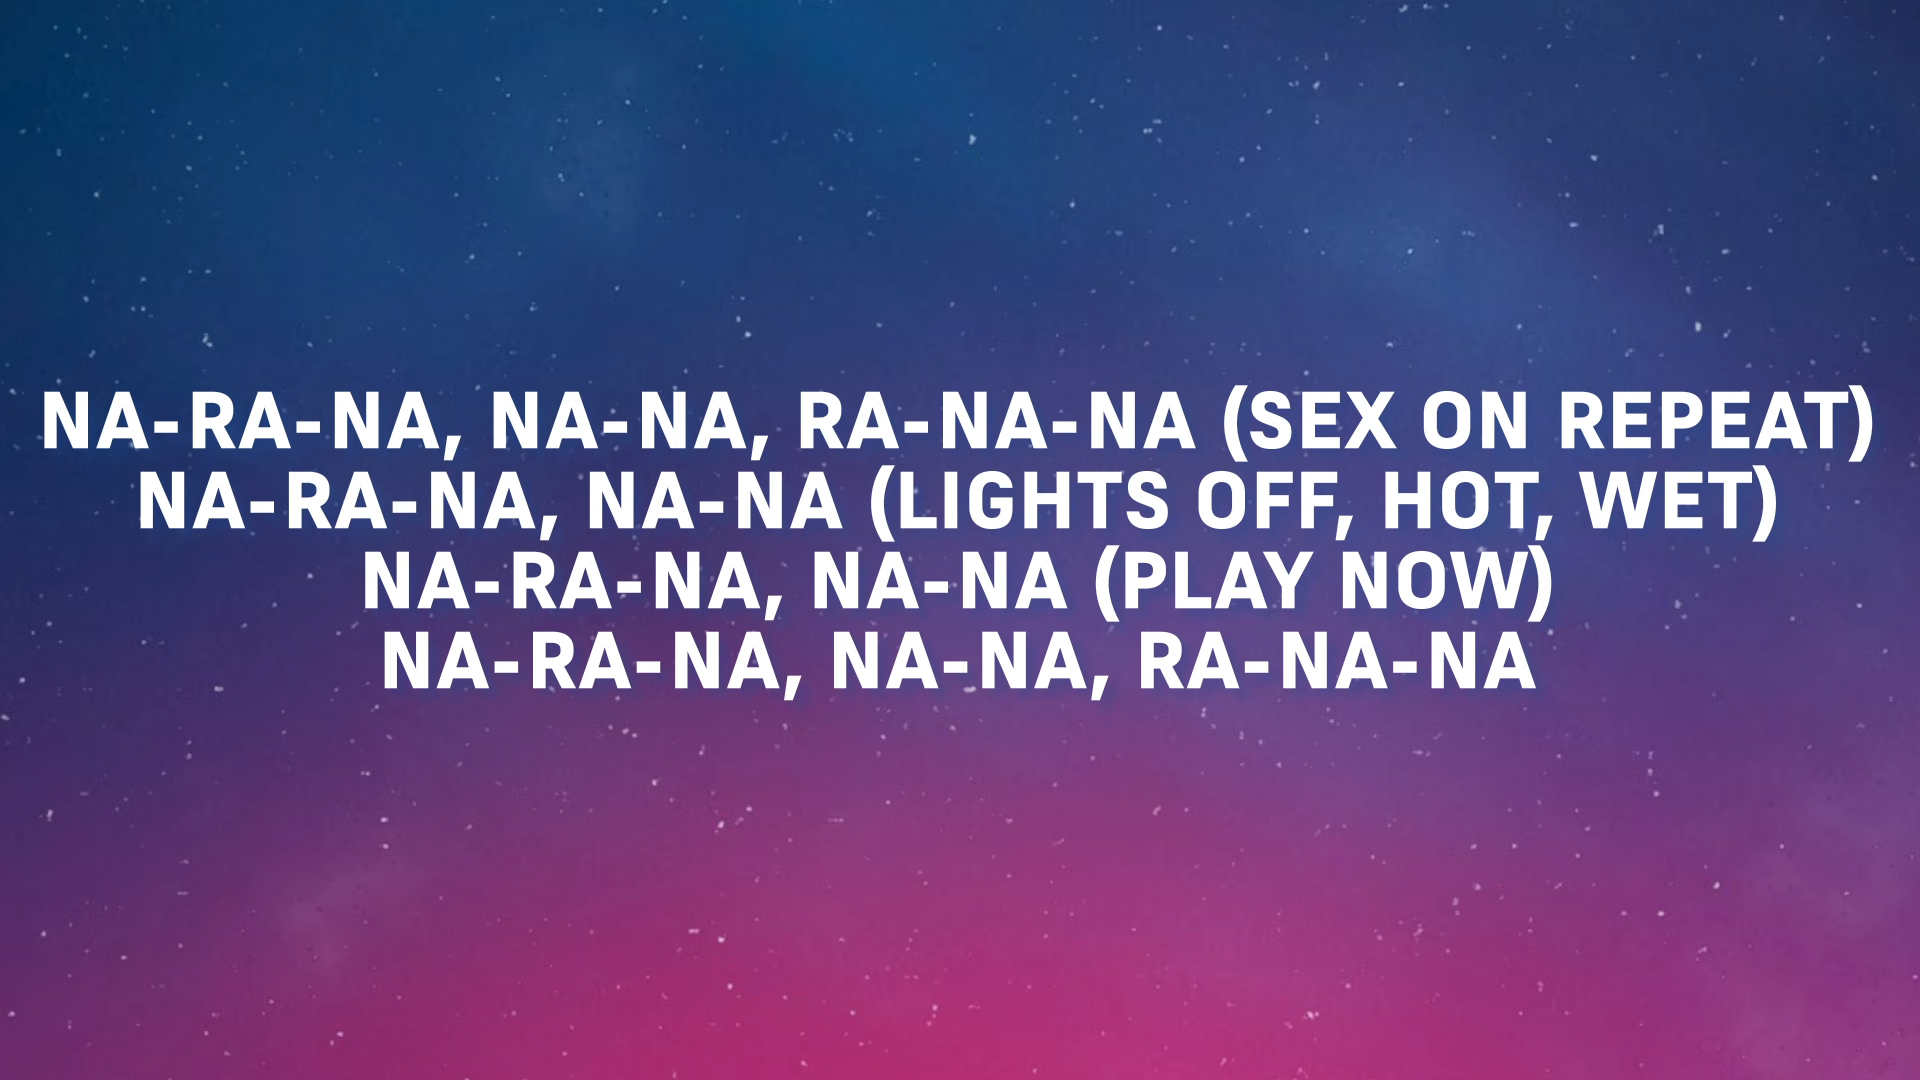 NA-RA-NA, NA-NA, RA-NA-NA (SEX ON REPEAT)
NA-RA-NA, NA-NA (LIGHTS OFF, HOT, WET)
NA-RA-NA, NA-NA (PLAY NOW)
NA-RA-NA, NA-NA, RA-NA-NA